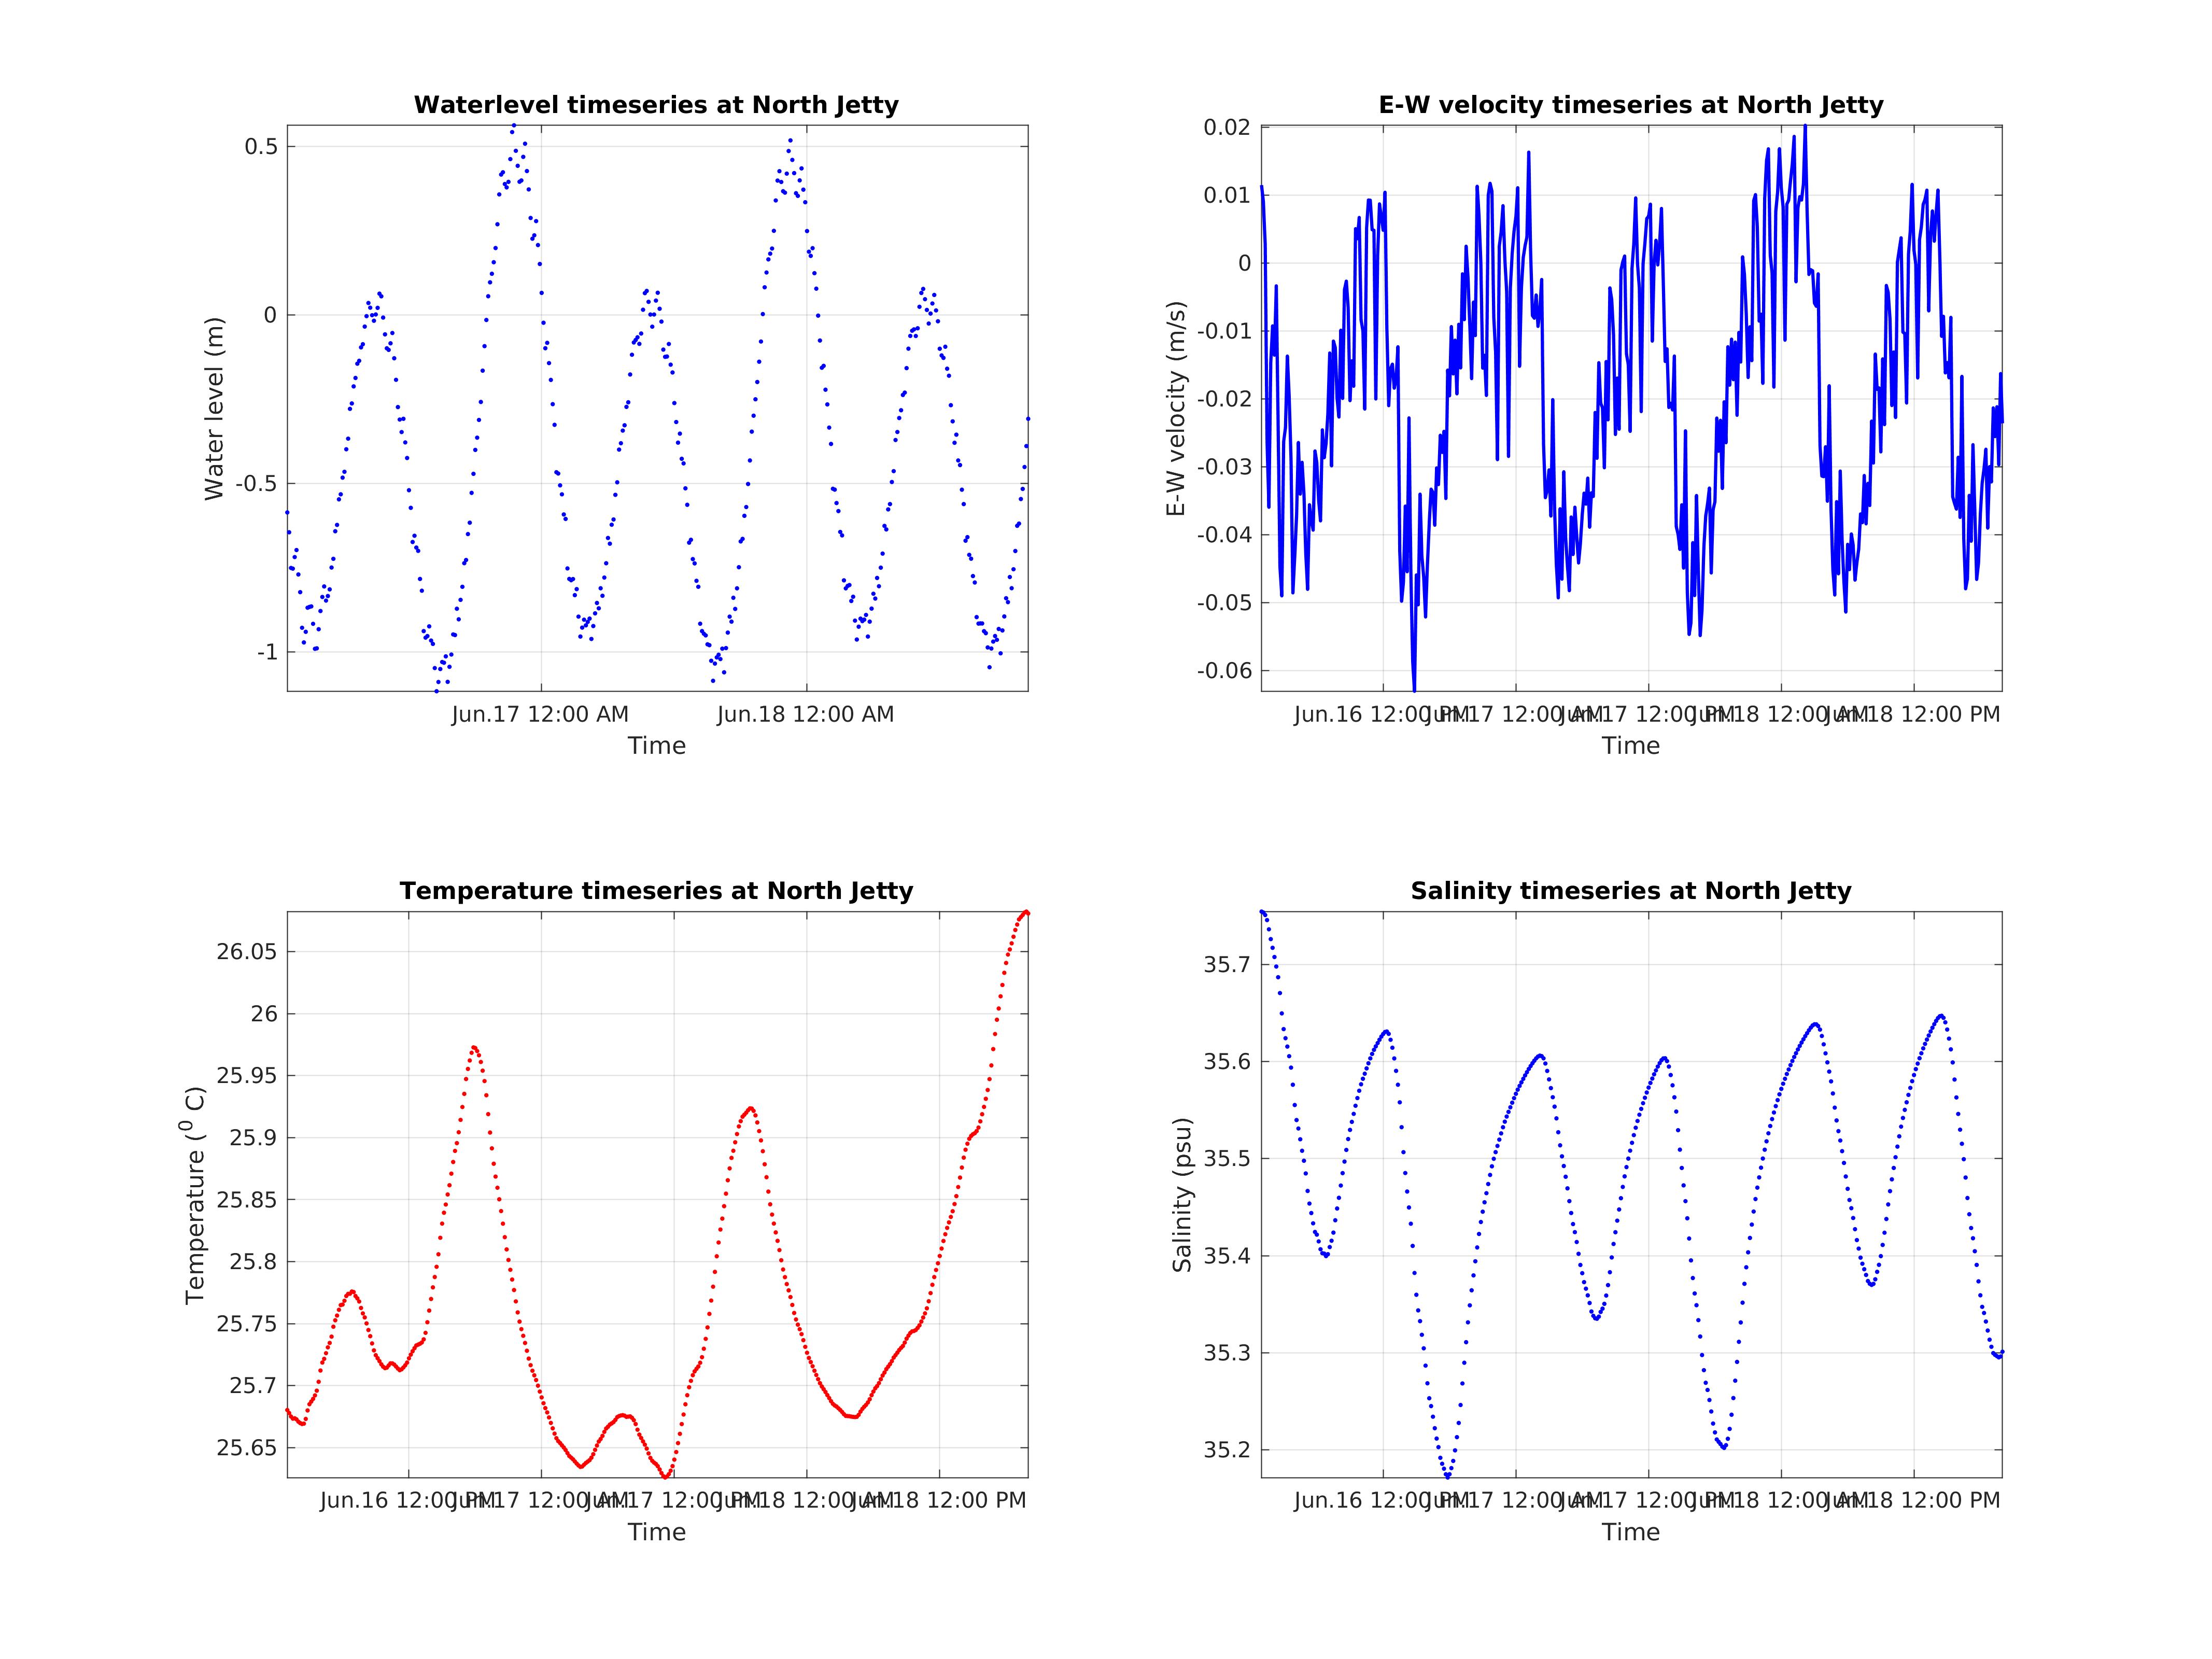 Waterlevel timeseries at North Jetty
0.5
0
-0.5
-1
Water level (m)
Jun.17 12:00 AM
Jun.18 12:00 AM
Time
E-W velocity timeseries at North Jetty
0.02
0.01
0
-0.01
-0.02
-0.03
-0.04
-0.05
-0.06
E-W velocity (m/s)
Jun.16 12:00 PM
Jun.17 12:00 AM
Jun.17 12:00 PM
Jun.18 12:00 AM
Jun.18 12:00 PM
Time
Temperature timeseries at North Jetty
26.05
26
25.95
25.9
25.85
25.8
25.75
25.7
25.65
Temperature (⁰ C)
Jun.16 12:00 PM
Jun.17 12:00 AM
Jun.17 12:00 PM
Jun.18 12:00 AM
Jun.18 12:00 PM
Time
Salinity timeseries at North Jetty
35.7
35.6
35.5
35.4
35.3
35.2
Salinity (psu)
Jun.16 12:00 PM
Jun.17 12:00 AM
Jun.17 12:00 PM
Jun.18 12:00 AM
Jun.18 12:00 PM
Time